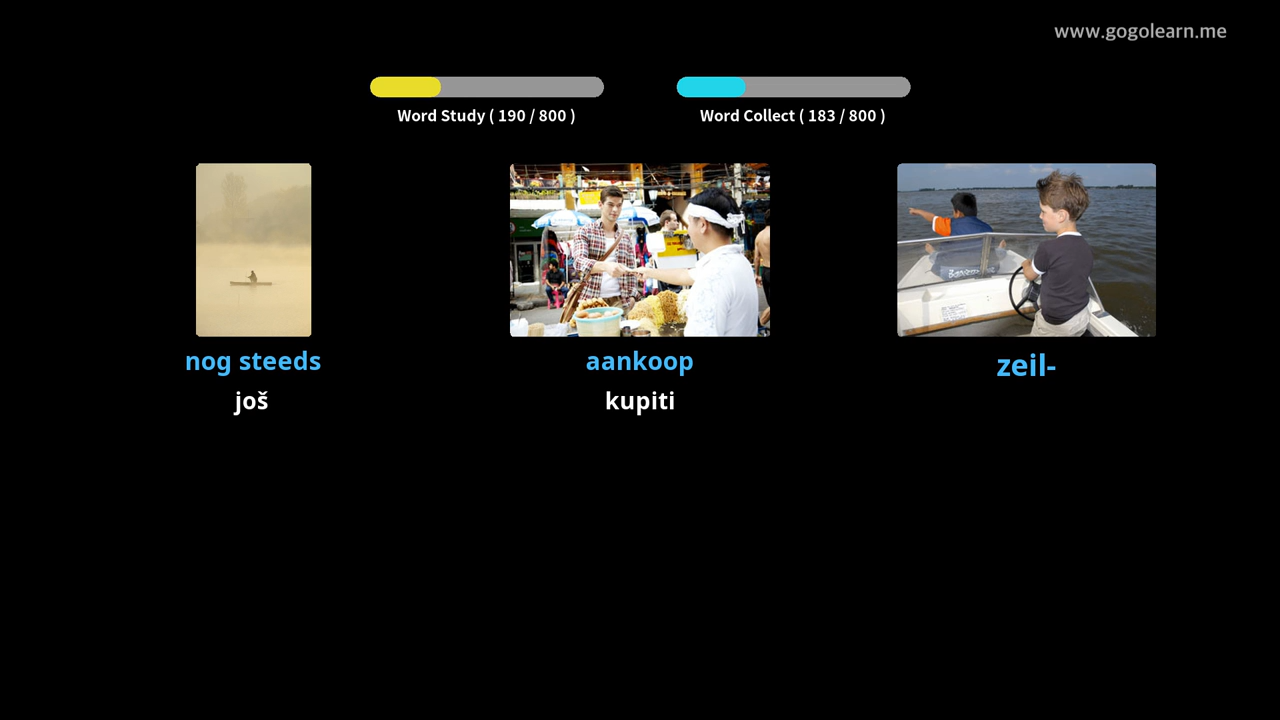 www.gogolearn.me
Word Study ( 190 / 800 )
Word Collect ( 183 / 800 )
nog steeds
aankoop
zeil-
još
kupiti